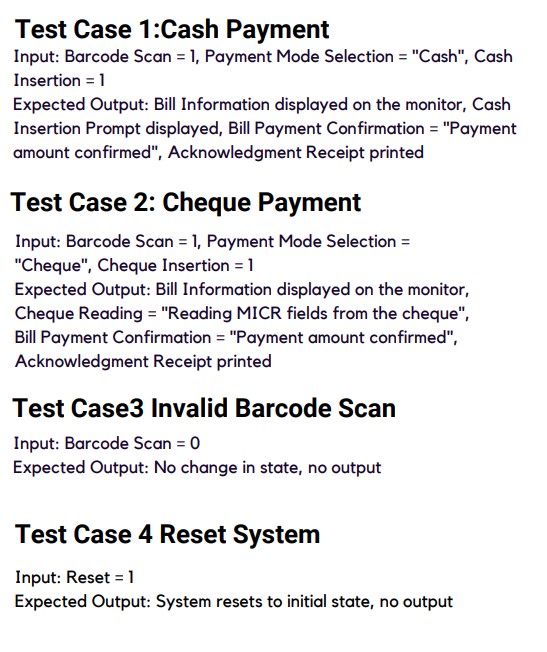 Test Case 1:Cash Payment
Input: Barcode Scan = 1, Payment Mode Selection = "Cash", Cash
Insertion = 1
Expected Output: Bill Information displayed on the monitor, Cash
Insertion Prompt displayed, Bill Payment Confirmation = "Payment
amount confirmed", Acknowledgment Receipt printed
Test Case 2: Cheque Payment
Input: Barcode Scan = 1, Payment Mode Selection =
"Cheque", Cheque Insertion = 1
Expected Output: Bill Information displayed on the monitor,
Cheque Reading = "Reading MICR fields from the cheque",
Bill Payment Confirmation = "Payment amount confirmed",
Acknowledgment Receipt printed
Test Case3 Invalid Barcode Scan
Input: Barcode Scan = 0
Expected Output: No change in state, no output
Test Case 4 Reset System
Input: Reset = 1
Expected Output: System resets to initial state, no output